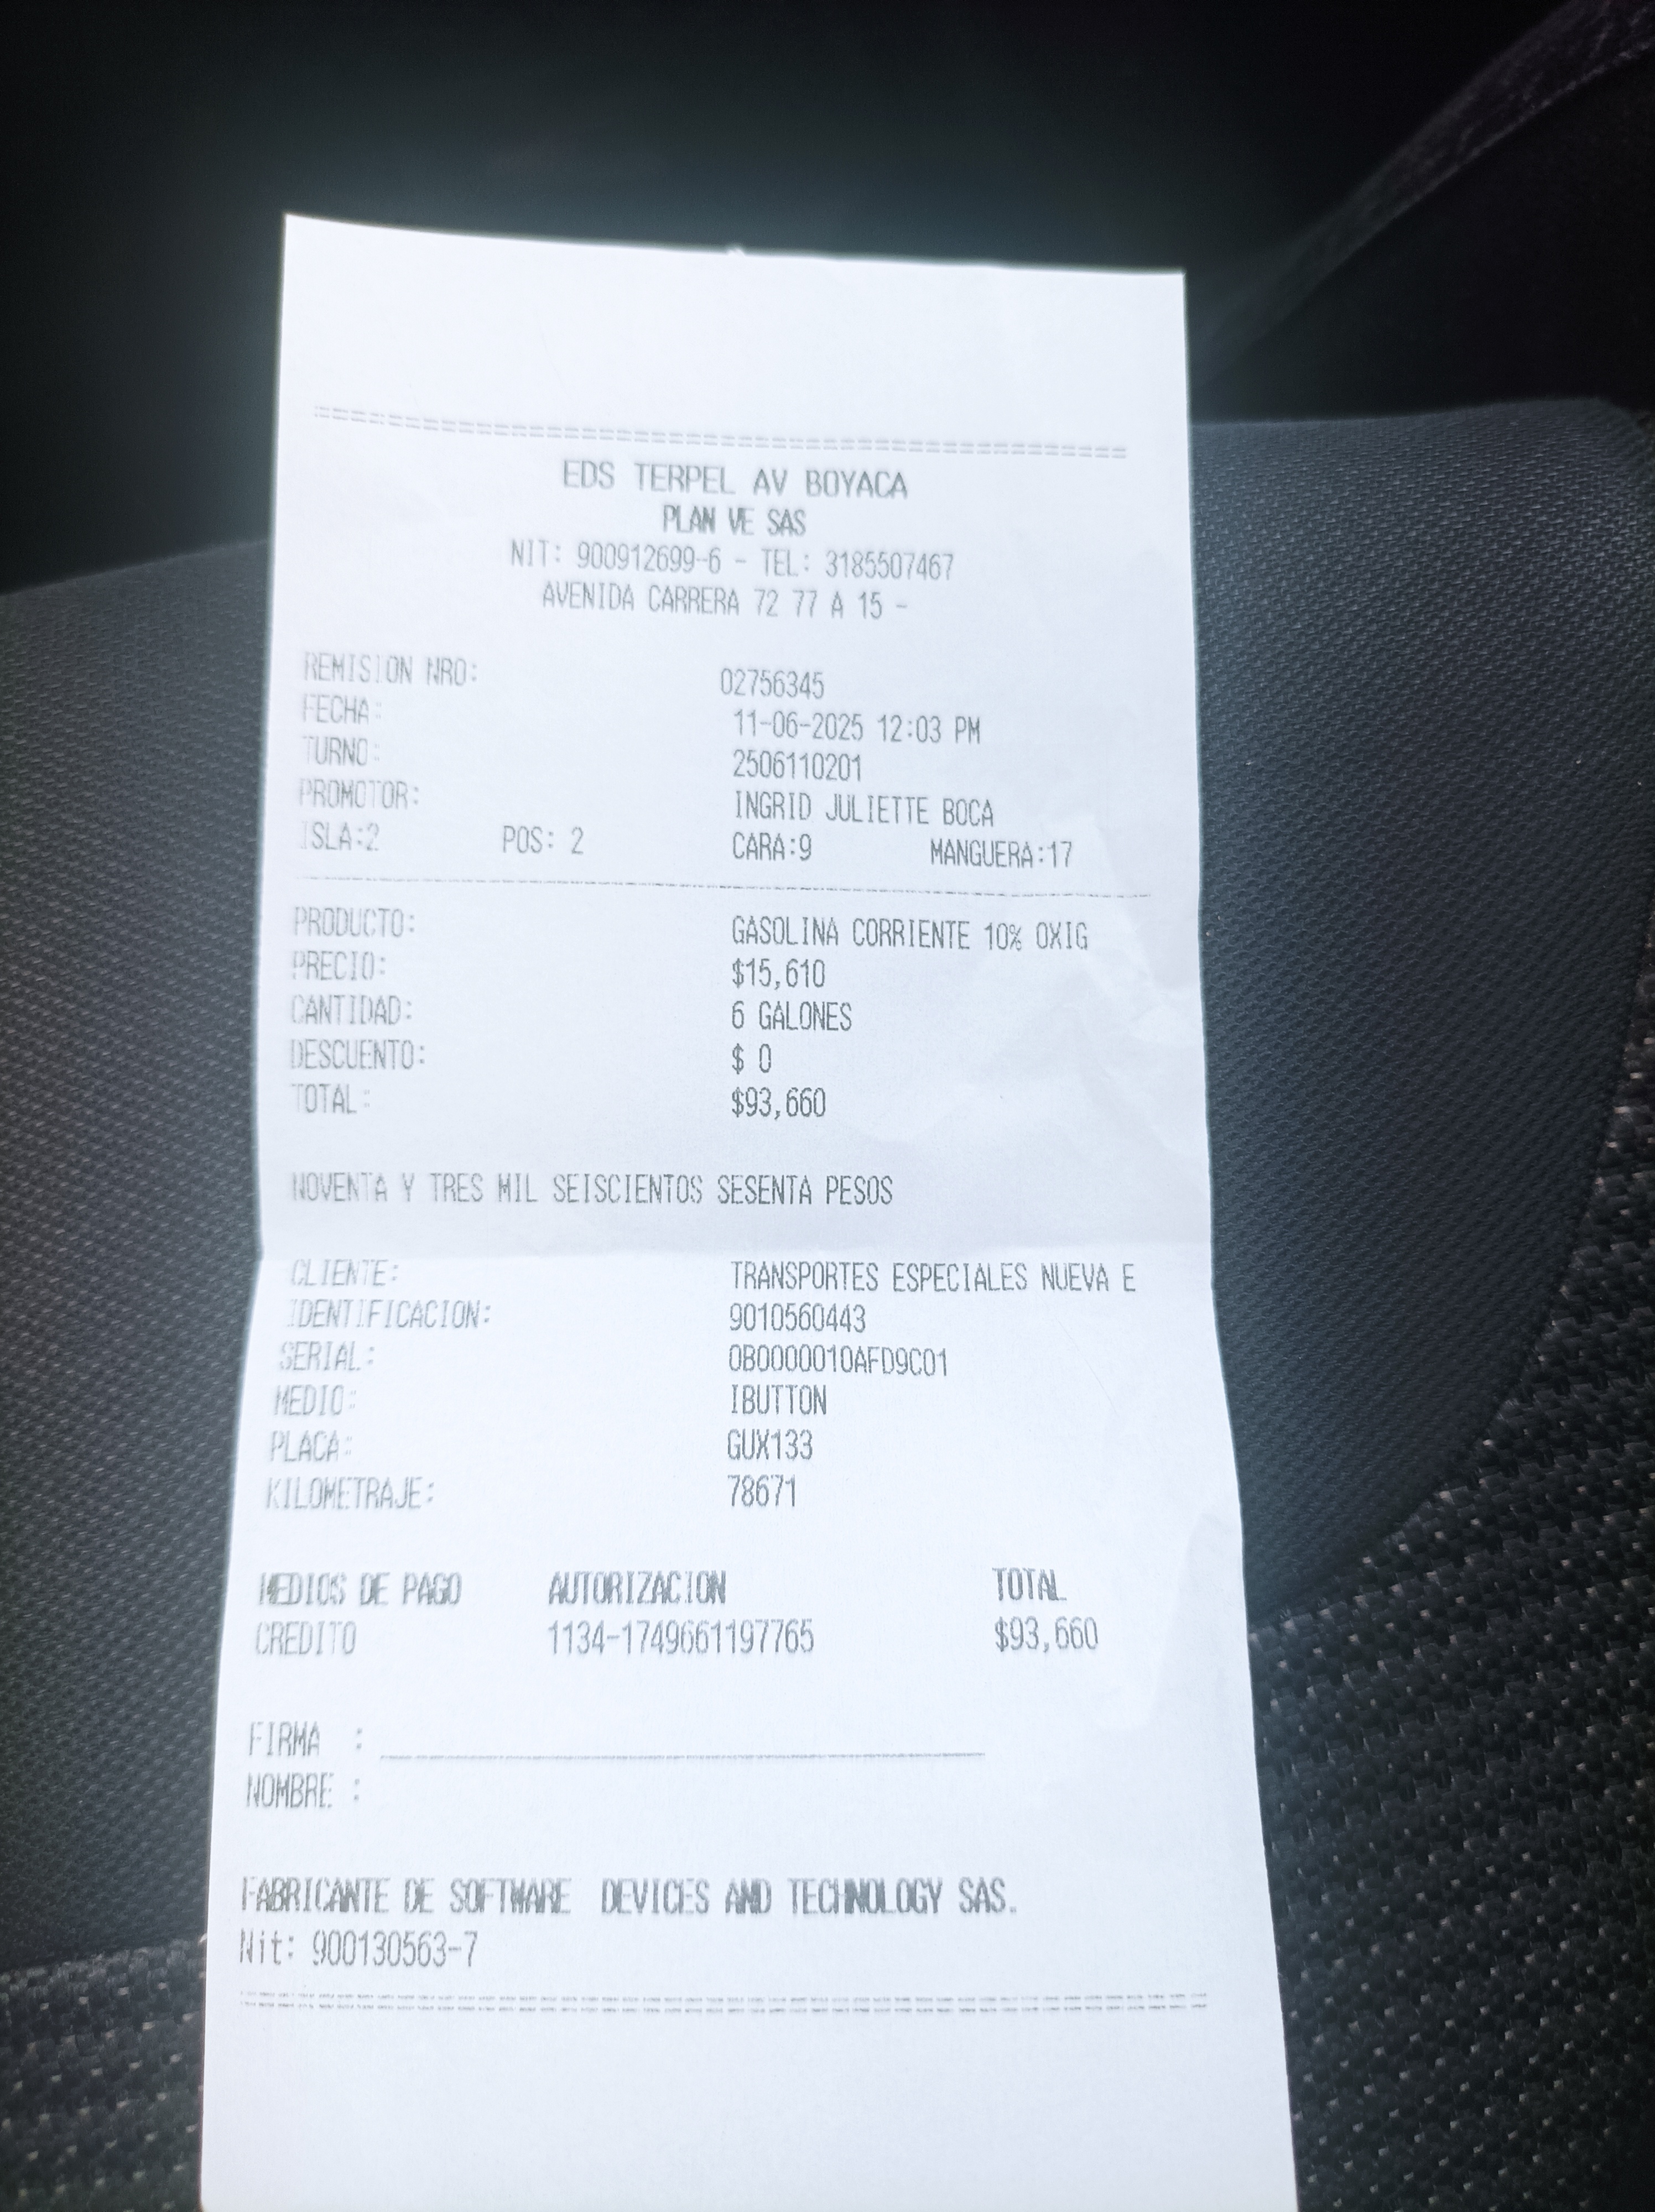 ================================================
EDS TERPEL AV BOYACA
PLAN VE SAS
NIT: 900912699-6 - TEL: 3185507467
AVENIDA CARRERA 72 77 A 15 -
REMISION NRO: 02756345
FECHA: 11-06-2025 12:03 PM
TURNO: 2506110201
PROMOTOR: INGRID JULIETTE BOCA
ISLA:2 POS: 2 CARA:9 MANGUERA:17
PRODUCTO: GASOLINA CORRIENTE 10% OXIG
PRECIO: $15,610
CANTIDAD: 6 GALONES
DESCUENTO: $ 0
TOTAL: $93,660
NOVENTA Y TRES MIL SEISCIENTOS SESENTA PESOS
CLIENTE: TRANSPORTES ESPECIALES NUEVA E
IDENTIFICACION: 9010560443
SERIAL: 0B0000010AFD9C01
MEDIO: IBUTTON
PLACA: GUX133
KILOMETRAJE: 78671
MEDIOS DE PAGO AUTORIZACION TOTAL
CREDITO 1134-1749661197765 $93,660
FIRMA : ______________________
NOMBRE :
FABRICANTE DE SOFTWARE DEVICES AND TECHNOLOGY SAS.
Nit: 900130563-7
================================================